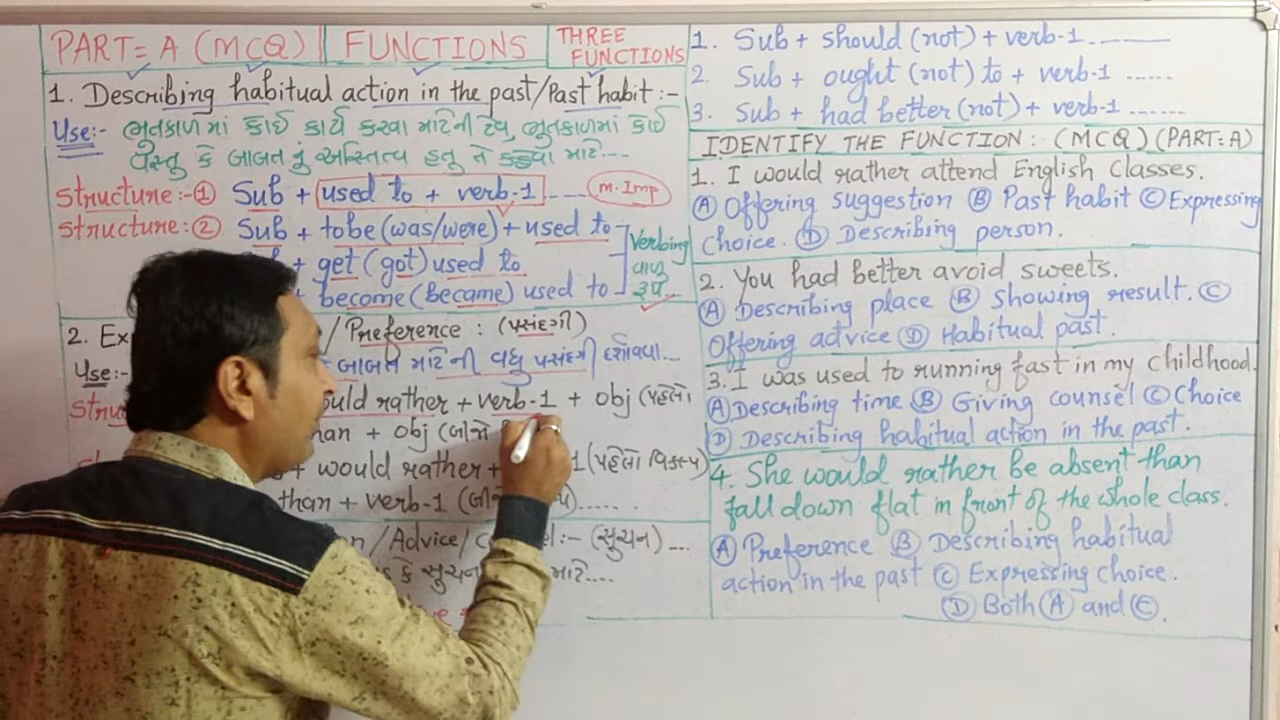 PART= A (MCQ) FUNCTIONS THREE FUNCTIONS
1. Describing habitual action in the past/Past habit :-
Use:- ભુતકાળ માં કોઈ કાર્ય કરવા માટેની ટેવ, ભુતકાળમાં કોઈ
વસ્તુ કે બાબત નું અસ્તિત્વ હતુ તે કહેવા માટે....
Structure:-① Sub + used to + verb-1 ...... m. Imp
Structure:② Sub + tobe (was/were) + used to
+ get (got) used to
+ become (became) used to
Verbing
વાળુ
રૂપ...
2. Ex / Preference : (પસંદગી)
Use:- બાબત માટેની વધુ પસંદગી દર્શાવવા...
ould rather + verb-1 + obj (પહેલો
han + obj (બીજો
+ would rather + 1 (પહેલો વિકલ્પ)
than + verb-1 (.....
n / Advice / :- (સૂચન) ...
કે સૂચન માટે....
1. Sub + should (not) + verb-1 ..
2. Sub + ought (not) to + verb-1 ......
3. Sub + had better (not) + verb-1 ......
IDENTIFY THE FUNCTION : (MCQ) (PART:A)
1. I would rather attend English Classes.
Ⓐ Offering suggestion Ⓑ Past habit Ⓒ Expressing
choice. Ⓓ Describing person.
2. You had better avoid sweets.
Ⓐ Describing place Ⓑ showing result. Ⓒ
Offering advice Ⓓ Habitual past.
3. I was used to running fast in my childhood.
Ⓐ Describing time Ⓑ Giving counsel Ⓒ Choice
Ⓓ Describing habitual action in the past.
4. She would rather be absent than
fall down flat in front of the whole class.
Ⓐ Preference Ⓑ Describing habitual
action in the past Ⓒ Expressing choice.
Ⓓ Both Ⓐ and Ⓒ.